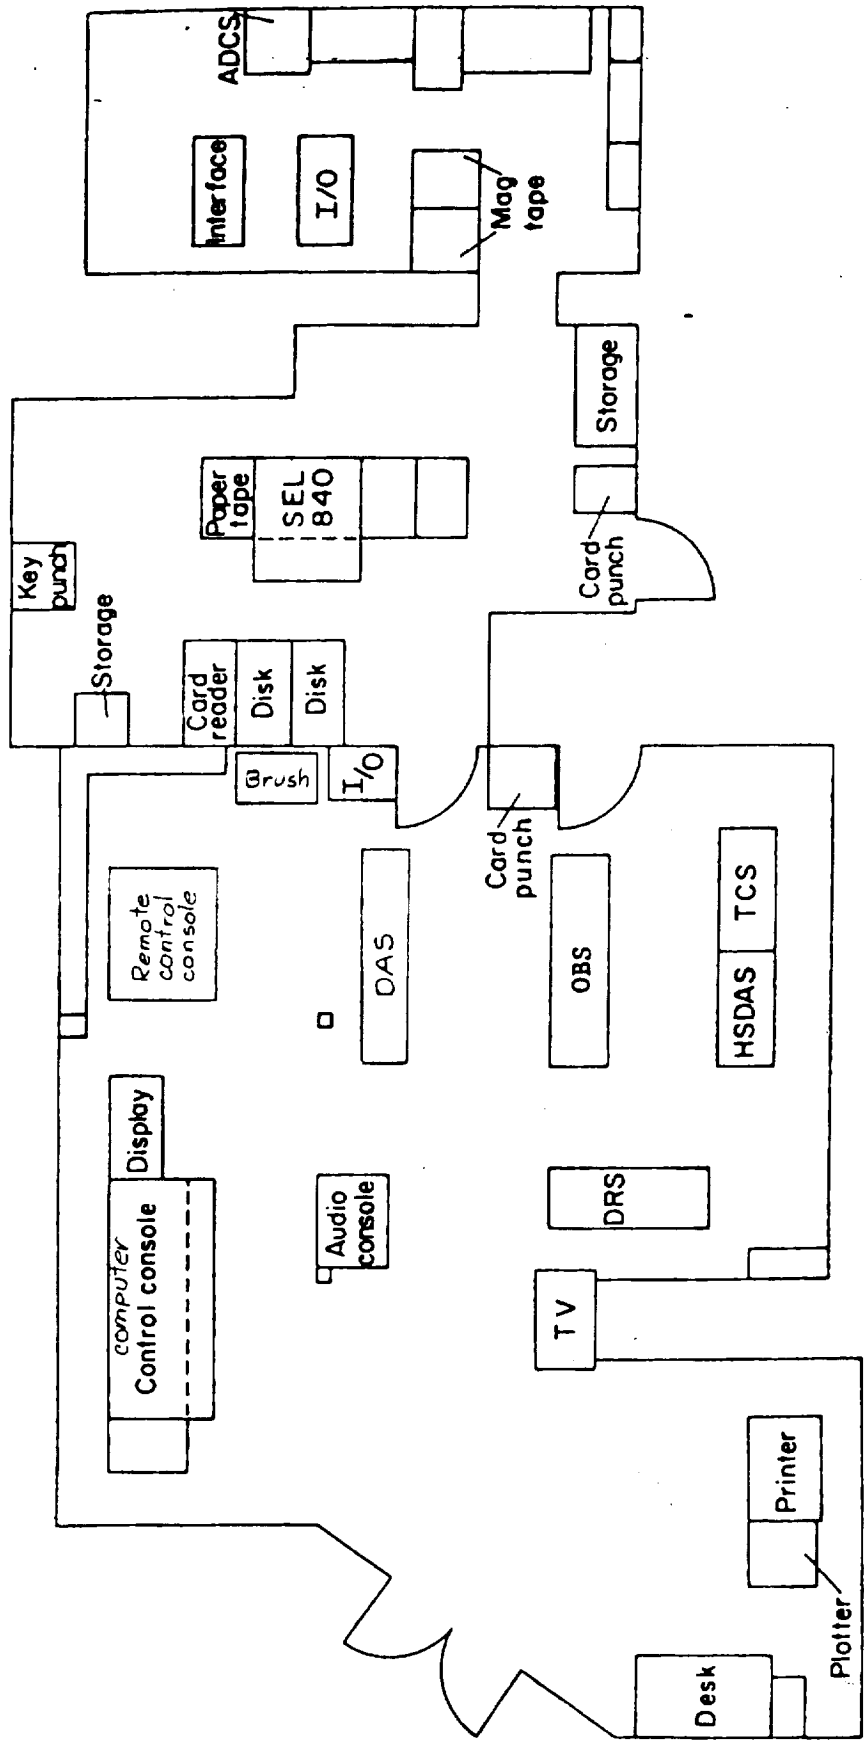 ADCS
Interface
I/O
Mag
tape
Storage
Paper
tape
SEL
840
Card
punch
Key
punch
Storage
Card
reader
Disk
Disk
Brush
I/O
Card
punch
Remote
control
console
DAS
OBS
TCS
HSDAS
Display
computer
Control console
Audio
console
DRS
TV
Printer
Plotter
Desk